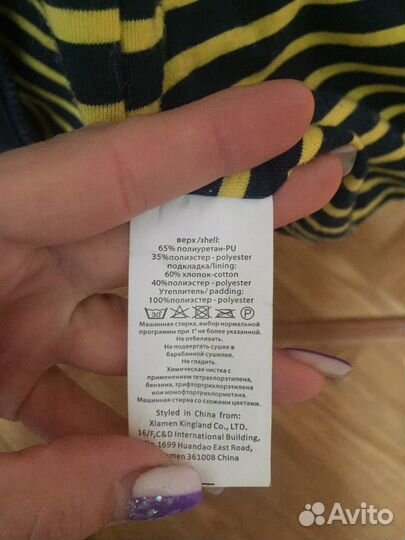 верх/shell:
65% полиуретан-PU
35%полиэстер - polyester
подкладка/lining:
60% хлопок-cotton
40%полиэстер - polyester
Утеплитель/ padding:
100%полиэстер - polyester
30 P
Машинная стирка, выбор нормальной
программы при t° не более указанной.
Не отбеливать.
Не подвергать сушке в
барабанной сушилке.
Не гладить.
Химическая чистка с
применением тетрахлорэтилена,
бензина, трифтортрихлорэтилена или
монофтортрихлорметана.
Машинная стирка со схожими цветами.
Styled in China from:
Xiamen Kingland Co., LTD.
16/F,C&D International Building,
No.1699 Huandao East Road,
361008 China
Avito